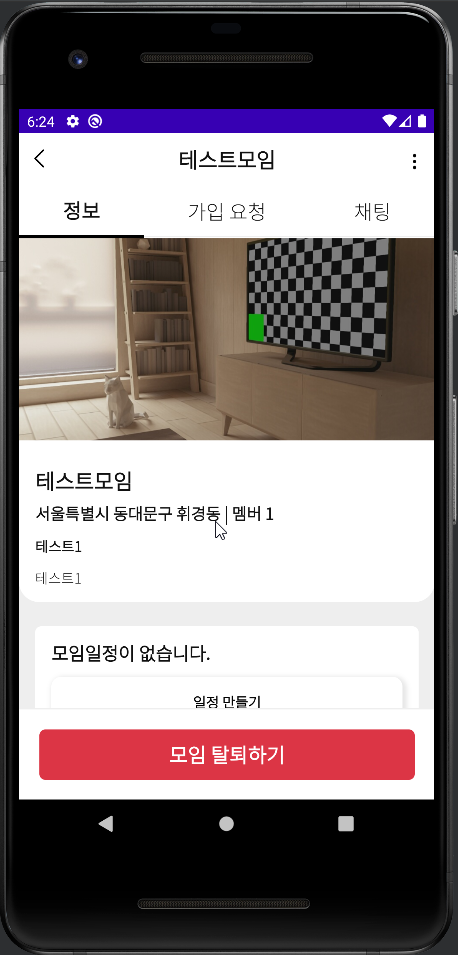 6:24
테스트모임
정보 가입 요청 채팅
테스트모임
서울특별시 동대문구 휘경동 | 멤버 1
테스트1
테스트1
모임일정이 없습니다.
일정 만들기
모임 탈퇴하기